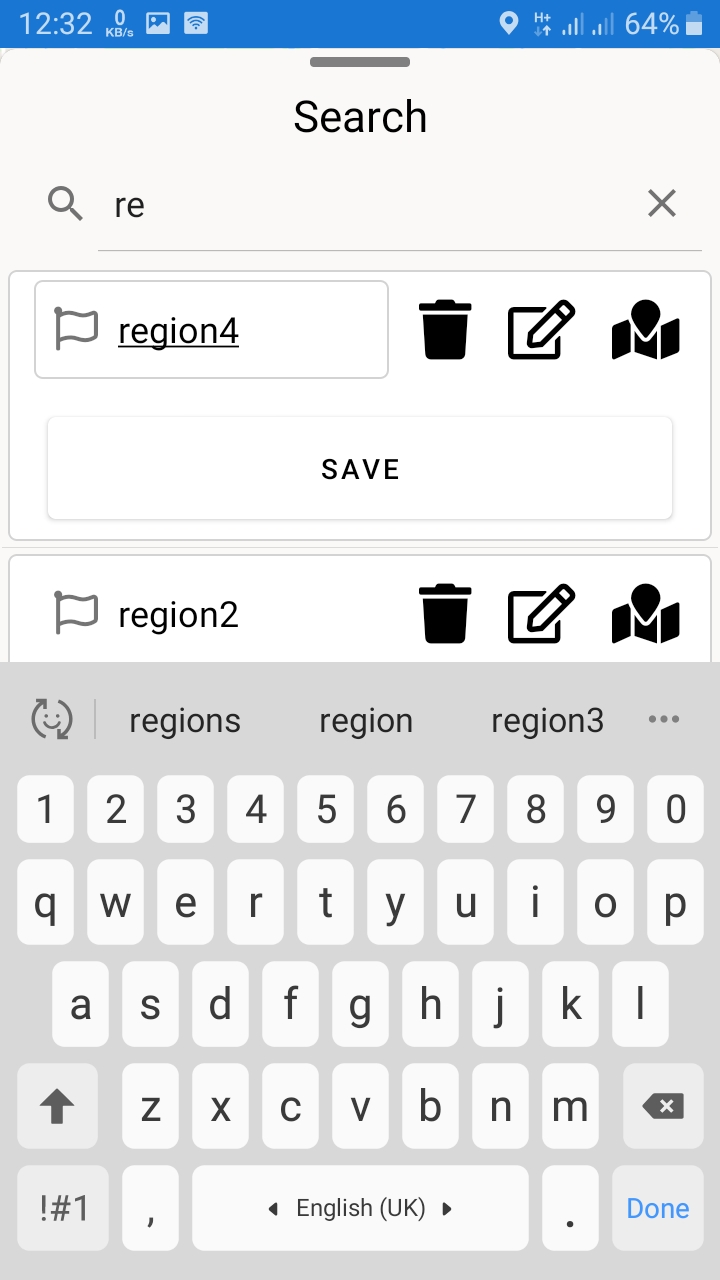 12:32 0 KB/s H+ 64%
Search
re
region4
SAVE
region2
regions region region3
1 2 3 4 5 6 7 8 9 0
q w e r t y u i o p
a s d f g h j k l
z x c v b n m
!#1 , English (UK) . Done